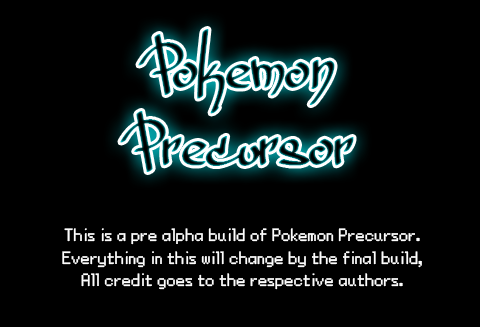 Pokemon
Precursor
This is a pre alpha build of Pokemon Precursor.
Everything in this will change by the final build,
All credit goes to the respective authors.